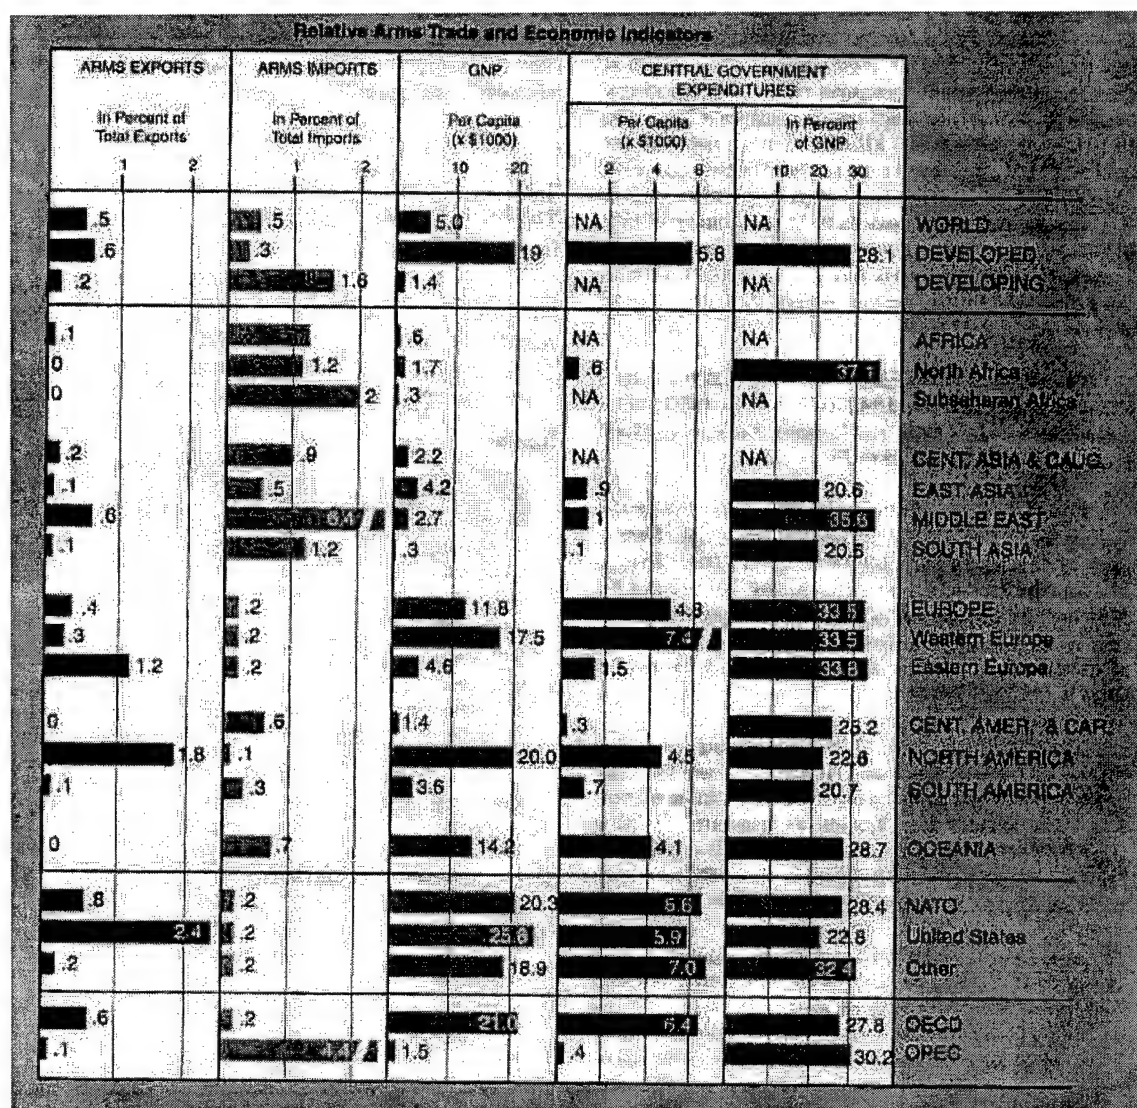 Relative Arms Trade and Economic Indicators
ARMS EXPORTS ARMS IMPORTS GNP CENTRAL GOVERNMENT
EXPENDITURES
In Percent of In Percent of Per Capita Per Capita In Percent
Total Exports Total Imports (x $1000) (x $1000) of GNP
1 2 1 2 10 20 2 4 6 10 20 30
.5 .5 5.0 NA NA WORLD
.6 .3 19 5.8 28.1 DEVELOPED
.2 1.6 1.4 NA NA DEVELOPING
.1 .6 NA NA AFRICA
0 1.2 1.7 .6 37.1 North Africa
0 2 .3 NA NA Subsaharan Africa
.2 .9 2.2 NA NA CENT. ASIA & CAUC.
.1 .5 4.2 .9 20.6 EAST ASIA
.6 2.7 1 35.6 MIDDLE EAST
.1 1.2 .3 .1 20.5 SOUTH ASIA
.4 .2 11.8 4.8 33.5 EUROPE
.3 .2 17.5 7.4 33.5 Western Europe
1.2 .2 4.6 1.5 33.8 Eastern Europe
0 .6 1.4 .3 25.2 CENT. AMER. & CAR.
1.8 .1 20.0 4.5 22.6 NORTH AMERICA
.1 .3 3.6 .7 20.7 SOUTH AMERICA
0 .7 14.2 4.1 28.7 OCEANIA
.8 .2 20.3 5.6 28.4 NATO
2.4 .2 5.9 22.8 United States
.2 .2 18.9 7.0 32.4 Other
.6 .2 21.0 6.4 27.8 OECD
.1 1.5 .4 30.2 OPEC